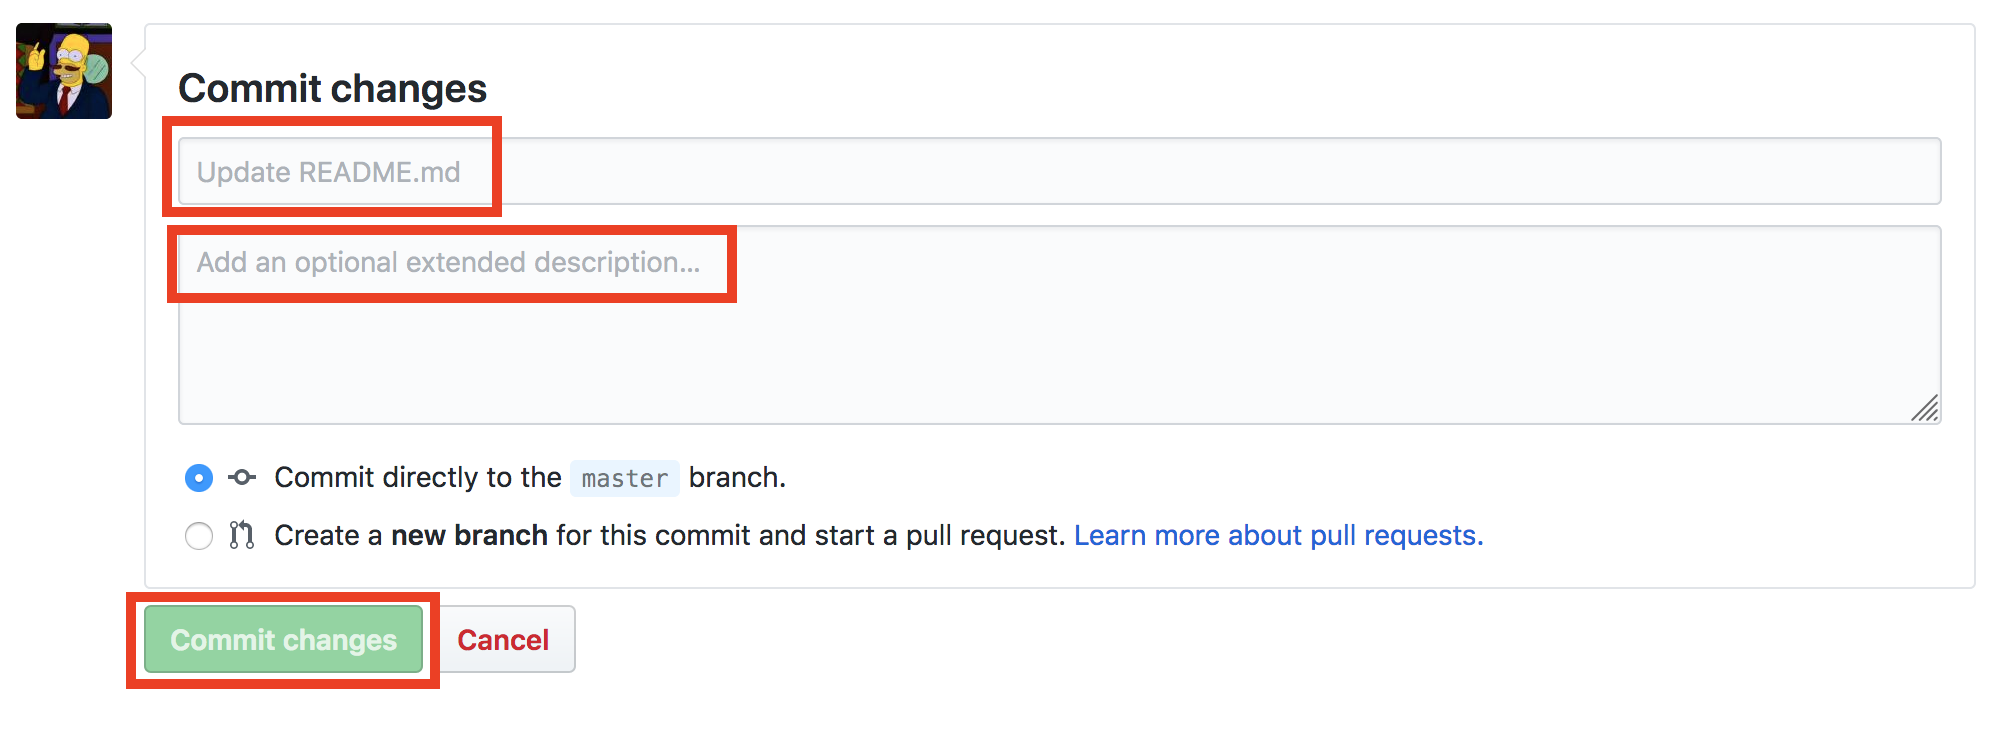 Commit changes
Update README.md
Add an optional extended description...
Commit directly to the master branch.
Create a new branch for this commit and start a pull request. Learn more about pull requests.
Commit changes Cancel